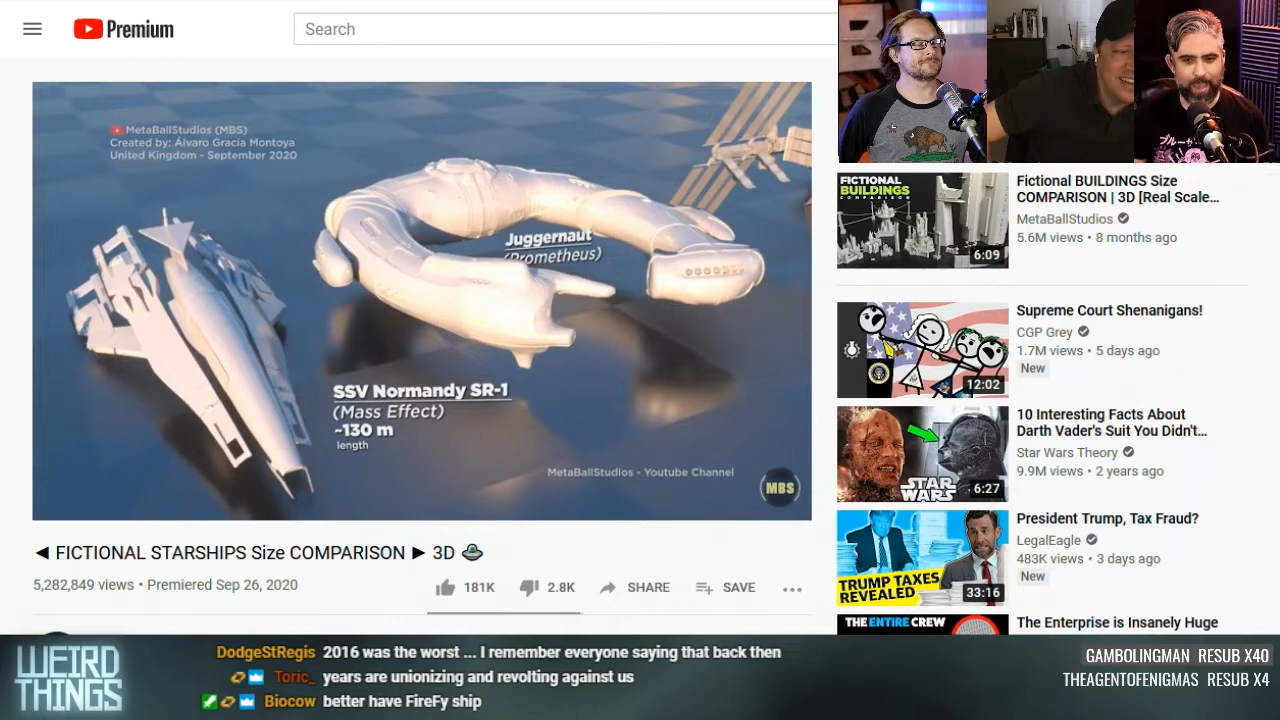 Premium
Search
MetaBallStudios (MBS)
Created by: Álvaro Gracia Montoya
United Kingdom - September 2020
Juggernaut
(Prometheus)
SSV Normandy SR-1
(Mass Effect)
~130 m
length
MetaBallStudios - Youtube Channel
MBS
◄ FICTIONAL STARSHIPS Size COMPARISON ► 3D 🛸
5,282,849 views • Premiered Sep 26, 2020
181K
2.8K
SHARE
SAVE
FICTIONAL
BUILDINGS
COMPARISON
6:09
Fictional BUILDINGS Size
COMPARISON | 3D [Real Scale...
MetaBallStudios
5.6M views • 8 months ago
12:02
Supreme Court Shenanigans!
CGP Grey
1.7M views • 5 days ago
New
STAR
WARS
6:27
10 Interesting Facts About
Darth Vader's Suit You Didn't...
Star Wars Theory
9.9M views • 2 years ago
TRUMP TAXES
REVEALED
33:16
President Trump, Tax Fraud?
LegalEagle
483K views • 3 days ago
New
THE ENTIRE CREW
The Enterprise is Insanely Huge
WEIRD
THINGS
DodgeStRegis 2016 was the worst ... I remember everyone saying that back then
Toric_ years are unionizing and revolting against us
Biocow better have FireFy ship
GAMBOLINGMAN RESUB X40
THEAGENTOFENIGMAS RESUB X4